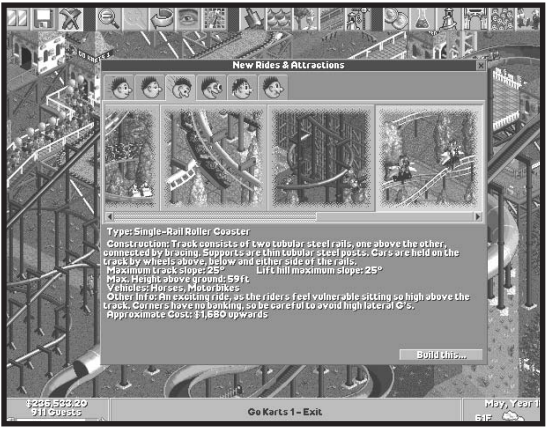 New Rides & Attractions
Type: Single-Rail Roller Coaster
Construction: Track consists of two tubular steel rails, one above the other,
connected by bracing. Supports are thin tubular steel posts. Cars are held on the
track by wheels above, below and either side of the rails.
Maximum track slope: 25° Lift hill maximum slope: 25°
Max. Height above ground: 59ft
Vehicles: Horses, Motorbikes
Other Info: An exciting ride, as the riders feel vulnerable sitting so high above the
track. Corners have no banking, so be careful to avoid high lateral G's.
Approximate Cost: $1,680 upwards
Build this...
911 Guests
Go Karts 1 - Exit
May, Year 1
61F